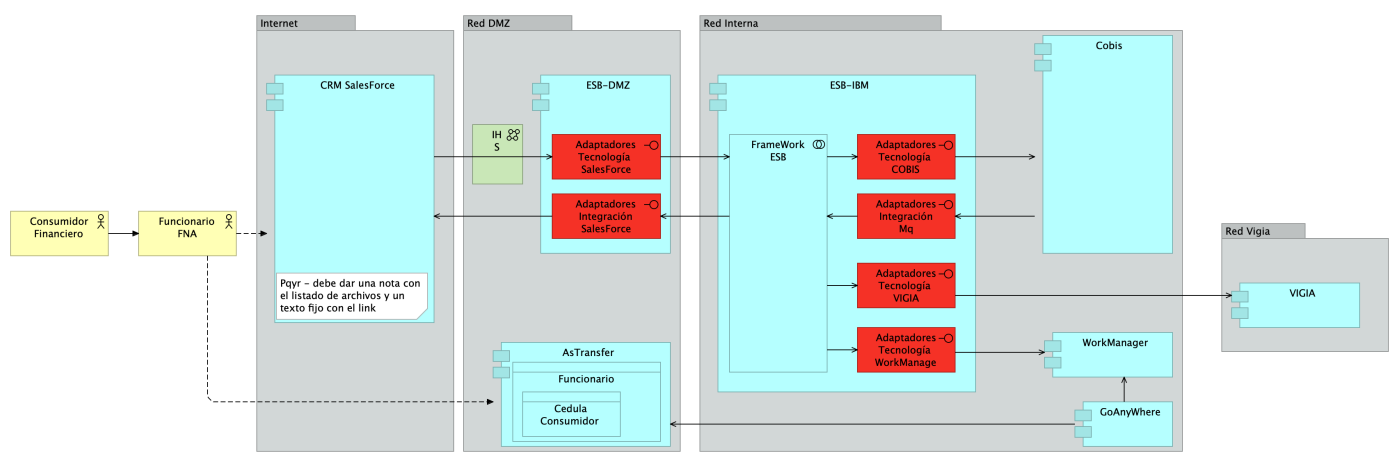 Internet
Red DMZ
Red Interna
Cobis
CRM SalesForce
ESB-DMZ
ESB-IBM
IH
S
Adaptadores
Tecnología
SalesForce
FrameWork
ESB
Adaptadores
Tecnología
COBIS
Adaptadores
Integración
SalesForce
Adaptadores
Integración
Mq
Consumidor
Financiero
Funcionario
FNA
Red Vigia
Pqyr - debe dar una nota con
el listado de archivos y un
texto fijo con el link
Adaptadores
Tecnología
VIGIA
VIGIA
Adaptadores
Tecnología
WorkManage
WorkManager
AsTransfer
Funcionario
Cedula
Consumidor
GoAnyWhere